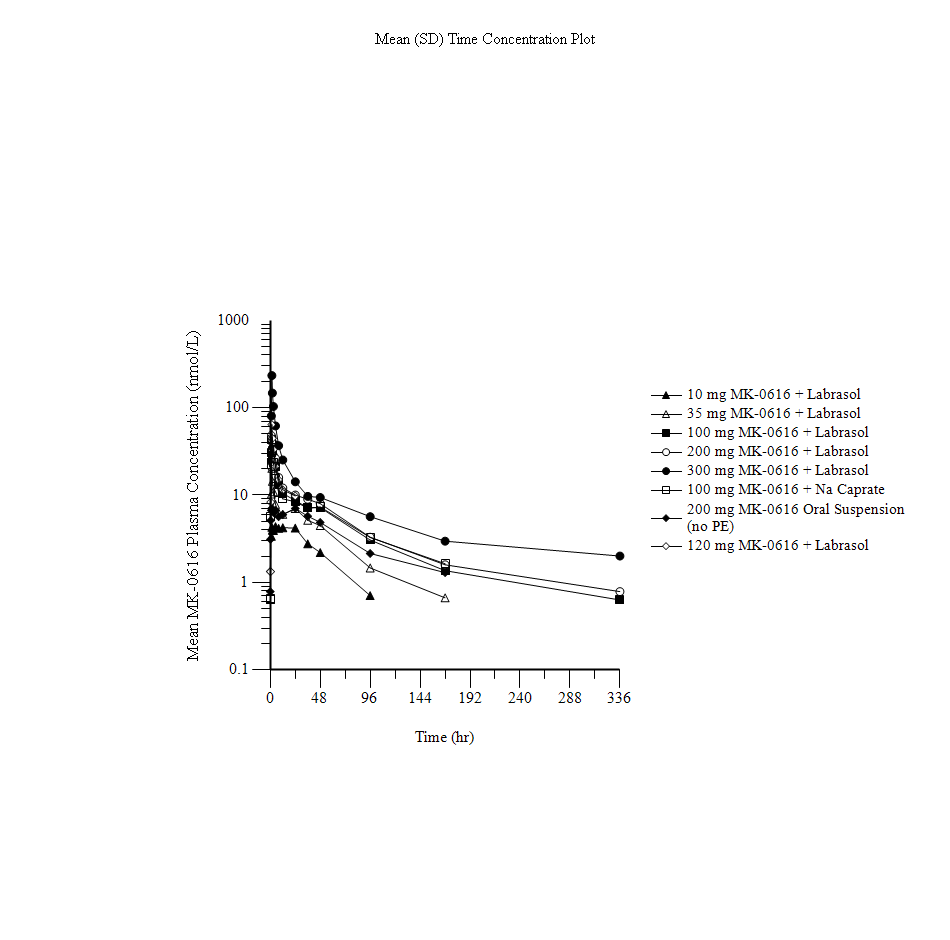 Mean (SD) Time Concentration Plot
Mean MK-0616 Plasma Concentration (nmol/L)
1000
100
10
1
0.1
0 48 96 144 192 240 288 336
Time (hr)
10 mg MK-0616 + Labrasol
35 mg MK-0616 + Labrasol
100 mg MK-0616 + Labrasol
200 mg MK-0616 + Labrasol
300 mg MK-0616 + Labrasol
100 mg MK-0616 + Na Caprate
200 mg MK-0616 Oral Suspension
(no PE)
120 mg MK-0616 + Labrasol